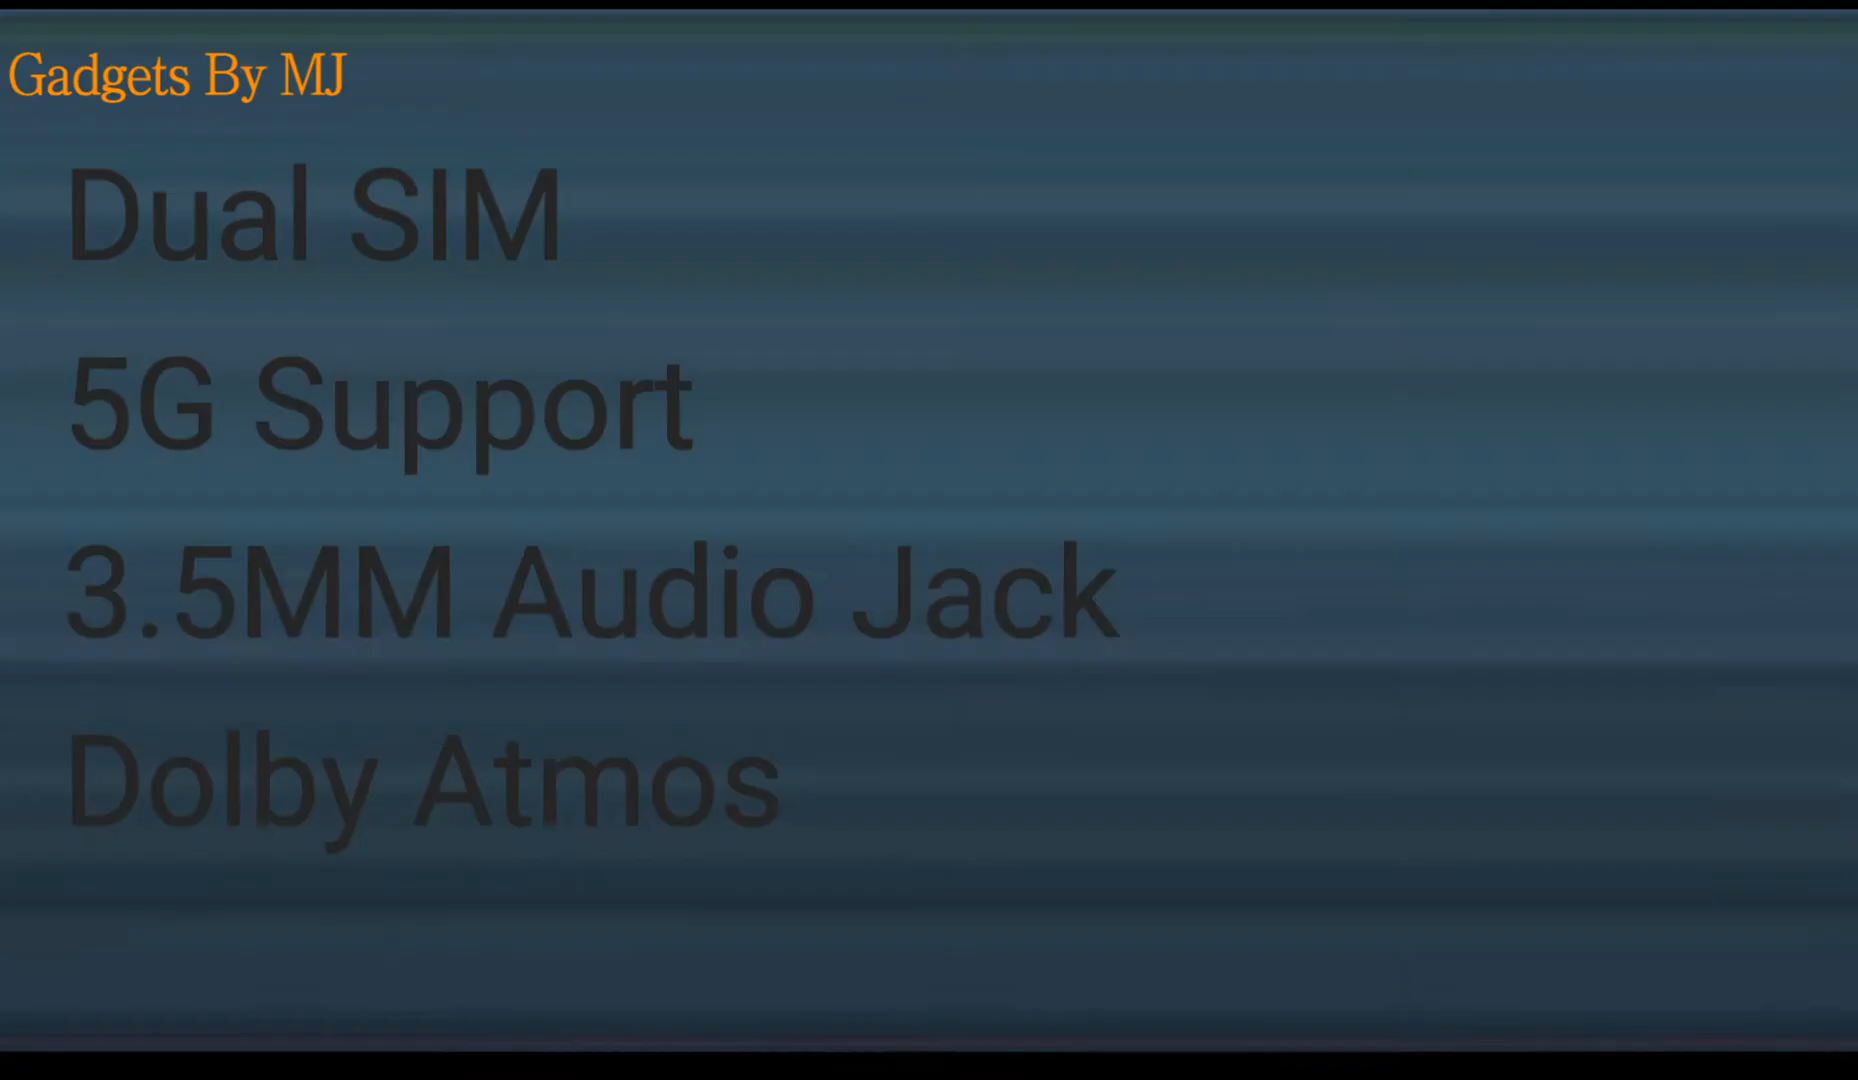 Gadgets By MJ
Dual SIM
5G Support
3.5MM Audio Jack
Dolby Atmos